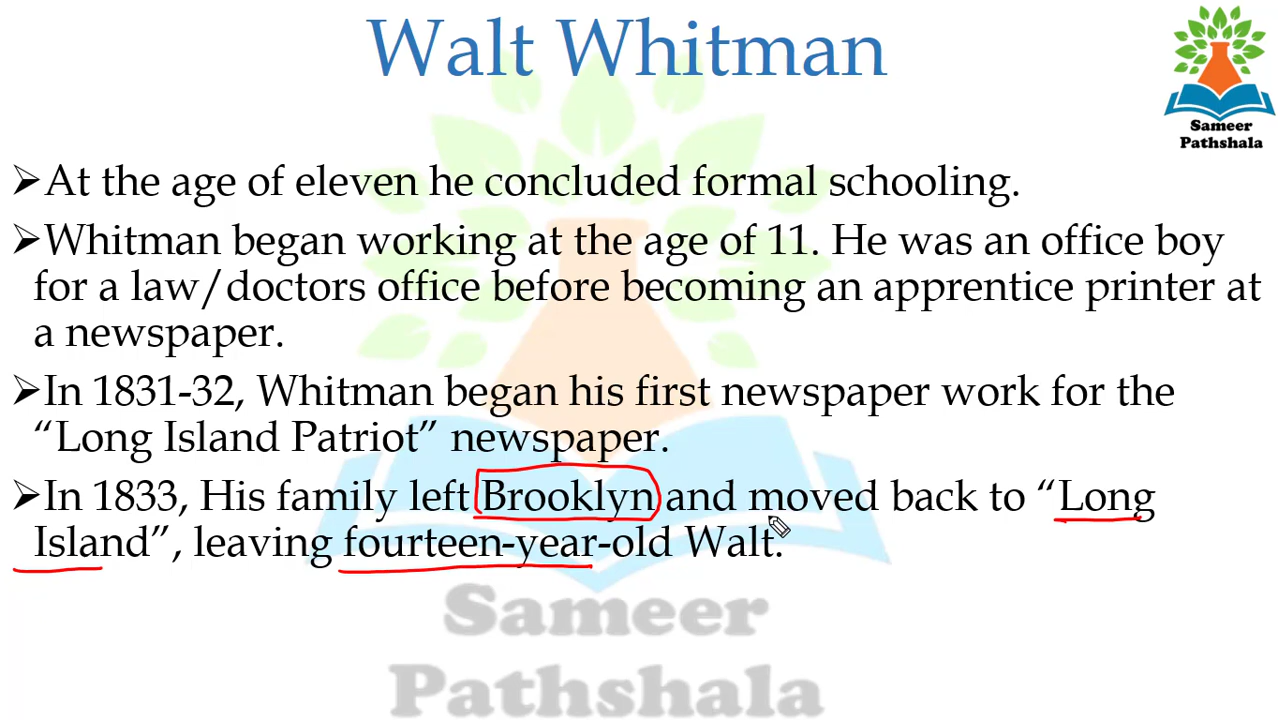 Walt Whitman
Sameer
Pathshala
➢At the age of eleven he concluded formal schooling.
➢Whitman began working at the age of 11. He was an office boy
for a law/doctors office before becoming an apprentice printer at
a newspaper.
➢In 1831-32, Whitman began his first newspaper work for the
“Long Island Patriot” newspaper.
➢In 1833, His family left Brooklyn and moved back to “Long
Island”, leaving fourteen-year-old Walt.
Sameer
Pathshala